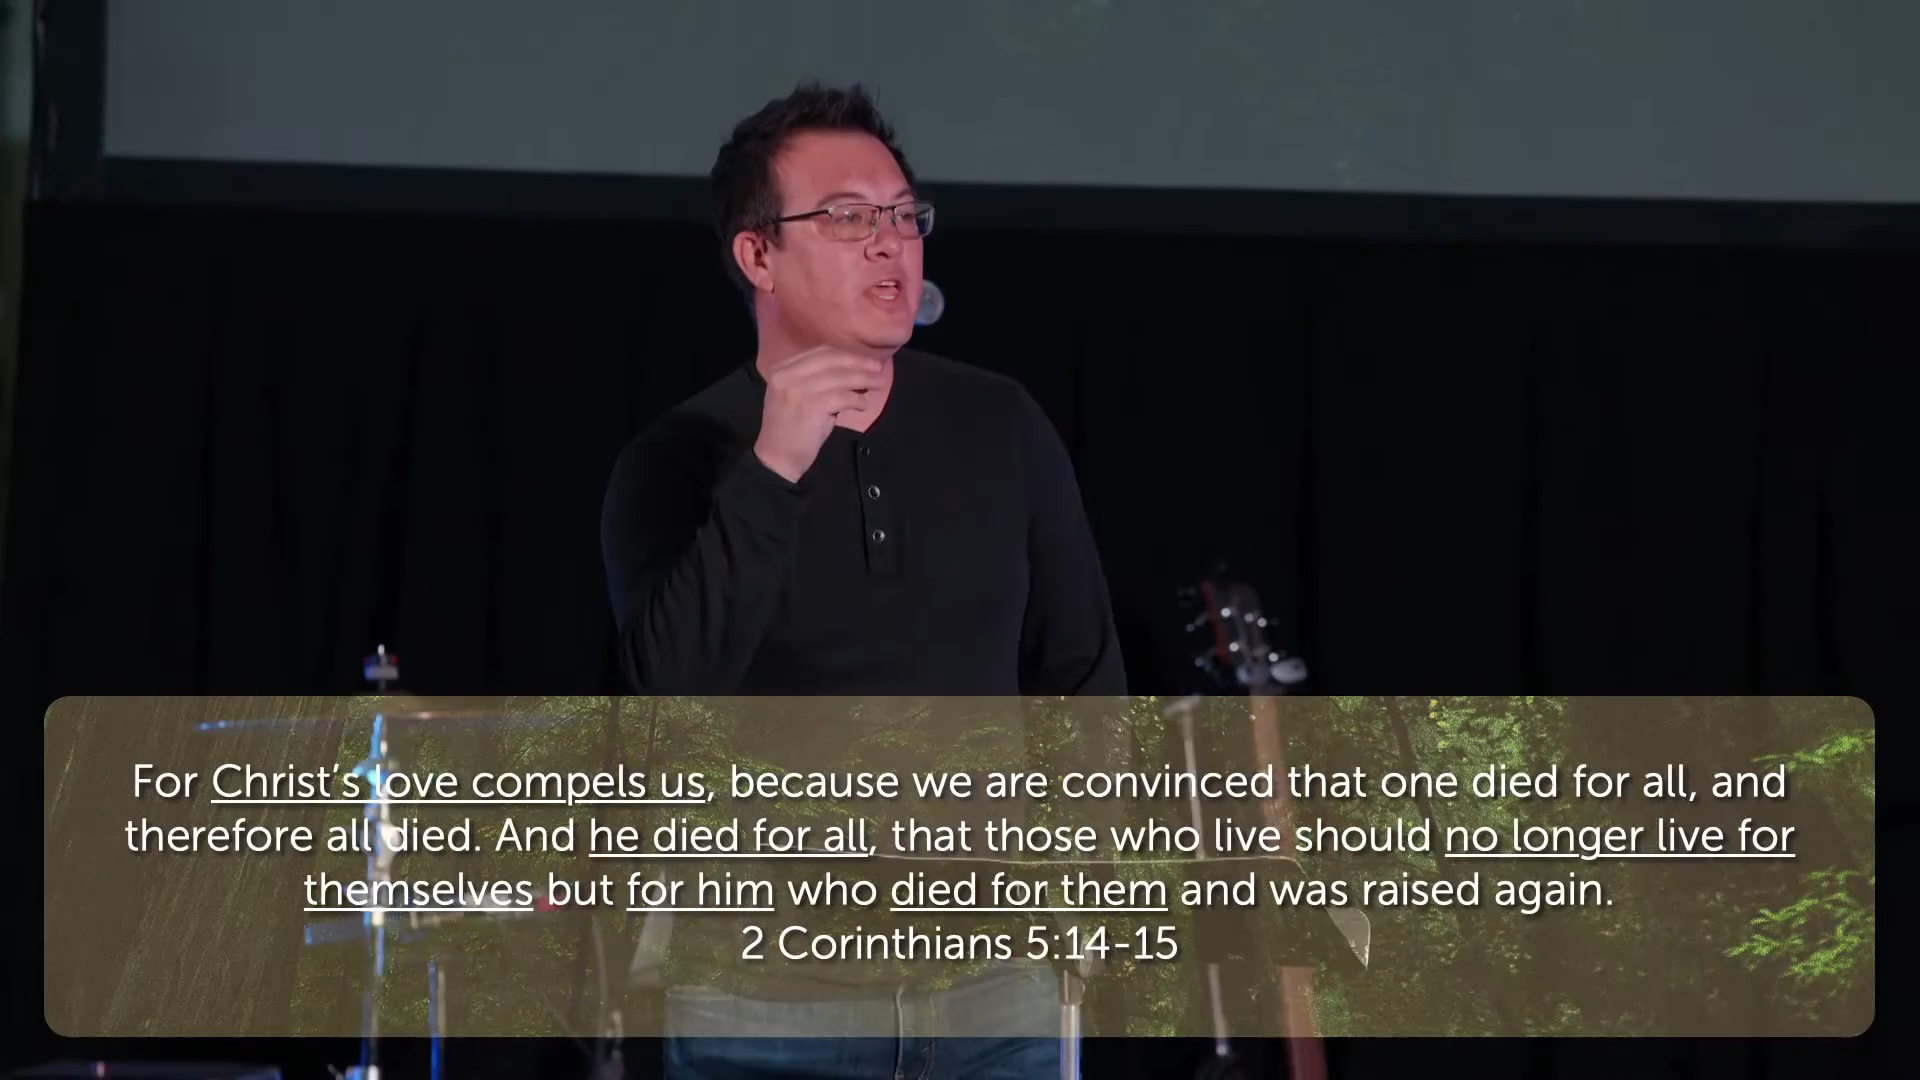 For Christ's love compels us, because we are convinced that one died for all, and
therefore all died. And he died for all, that those who live should no longer live for
themselves but for him who died for them and was raised again.
2 Corinthians 5:14-15